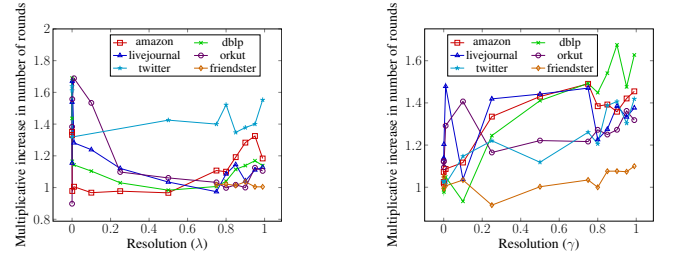 Multiplicative increase in number of rounds
2
1.8
1.6
1.4
1.2
1
0.8
amazon
dblp
livejournal
orkut
twitter
friendster
0
0.2
0.4
0.6
0.8
1
Resolution (λ)
Multiplicative increase in number of rounds
1.6
1.4
1.2
1
amazon
dblp
livejournal
orkut
twitter
friendster
0
0.2
0.4
0.6
0.8
1
Resolution (γ)